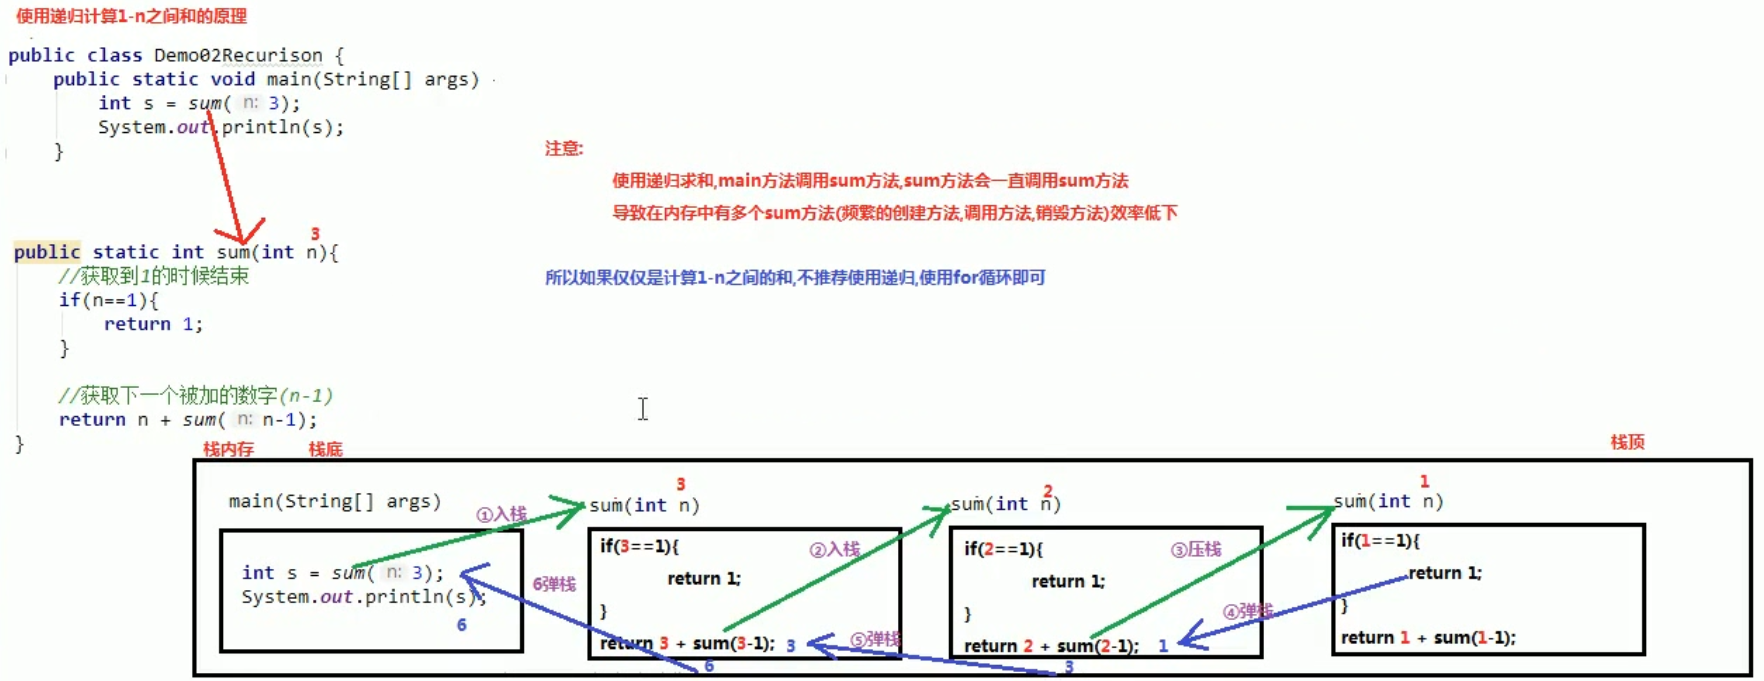 使用递归计算1-n之间和的原理
public class Demo02Recurison {
public static void main(String[] args)
int s = sum( n: 3);
System.out.println(s);
}
注意:
使用递归求和,main方法调用sum方法,sum方法会一直调用sum方法
导致在内存中有多个sum方法(频繁的创建方法,调用方法,销毁方法)效率低下
所以如果仅仅是计算1-n之间的和,不推荐使用递归,使用for循环即可
3
public static int sum(int n){
//获取到1的时候结束
if(n==1){
return 1;
}
//获取下一个被加的数字(n-1)
return n + sum( n: n-1);
}
栈内存 栈底 栈顶
main(String[] args)
①入栈
int s = sum( n: 3);
System.out.println(s);
6
6弹栈
3
sum(int n)
if(3==1){
return 1;
}
return 3 + sum(3-1); 3
6
②入栈
⑤弹栈
2
sum(int n)
if(2==1){
return 1;
}
return 2 + sum(2-1); 1
3
③压栈
④弹栈
1
sum(int n)
if(1==1){
return 1;
}
return 1 + sum(1-1);